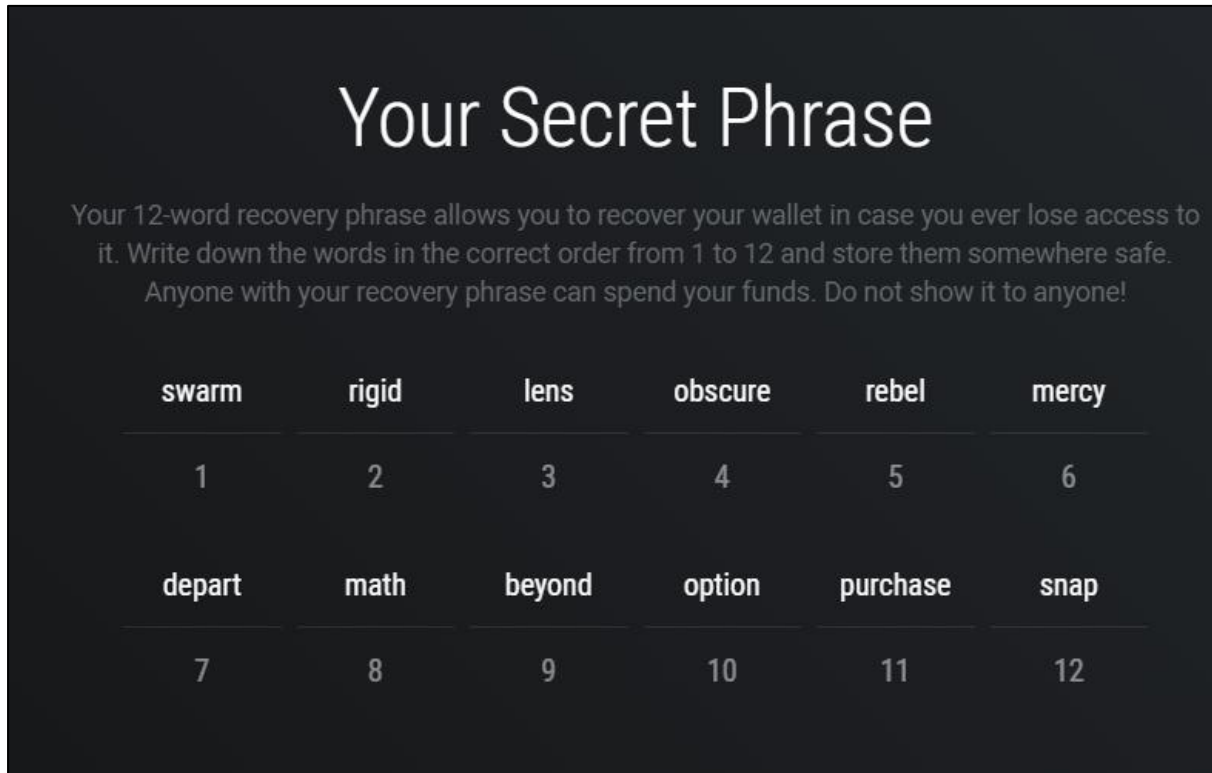 Your Secret Phrase
Your 12-word recovery phrase allows you to recover your wallet in case you ever lose access to
it. Write down the words in the correct order from 1 to 12 and store them somewhere safe.
Anyone with your recovery phrase can spend your funds. Do not show it to anyone!
swarm rigid lens obscure rebel mercy
1 2 3 4 5 6
depart math beyond option purchase snap
7 8 9 10 11 12